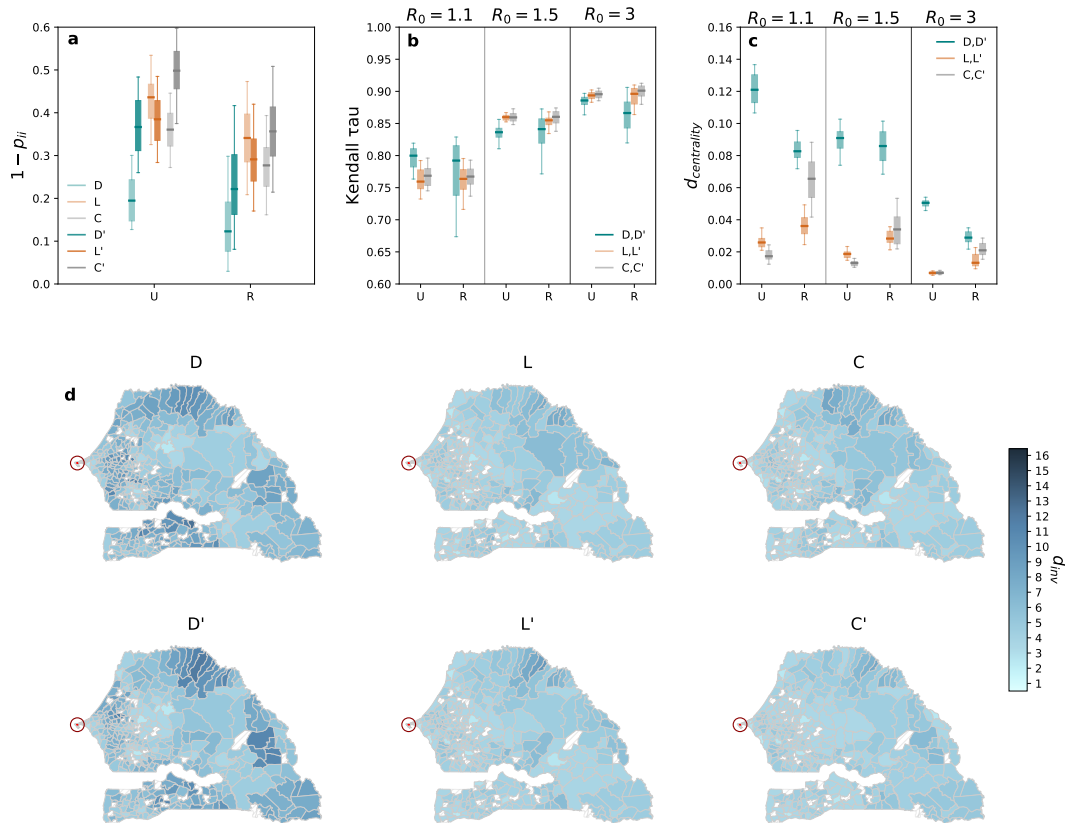 a
0.6
0.5
0.4
0.3
0.2
0.1
0.0
1 − p_ii
D
L
C
D'
L'
C'
U
R
R_0 = 1.1
R_0 = 1.5
R_0 = 3
b
1.00
0.95
0.90
0.85
0.80
0.75
0.70
0.65
0.60
Kendall tau
D,D'
L,L'
C,C'
U
R
U
R
U
R
R_0 = 1.1
R_0 = 1.5
R_0 = 3
c
0.16
0.14
0.12
0.10
0.08
0.06
0.04
0.02
0.00
d_centrality
D,D'
L,L'
C,C'
U
R
U
R
U
R
d
D
L
C
D'
L'
C'
16
15
14
13
12
11
10
9
8
7
6
5
4
3
2
1
d_inv